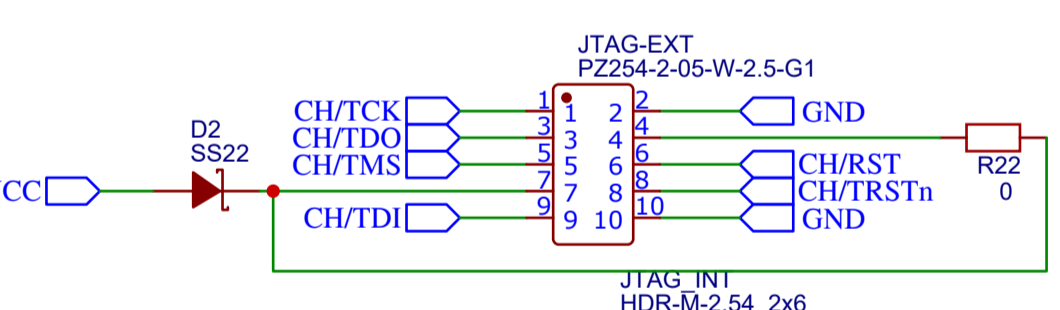 JTAG-EXT
PZ254-2-05-W-2.5-G1
CH/TCK 1 1 2 2 GND
CH/TDO 3 3 4 4
CH/TMS 5 5 6 6 CH/RST
D2
SS22
R22
0
CC 7 7 8 8 CH/TRSTn
CH/TDI 9 9 10 10 GND
JTAG_INT
HDR-M-2.54_2x6